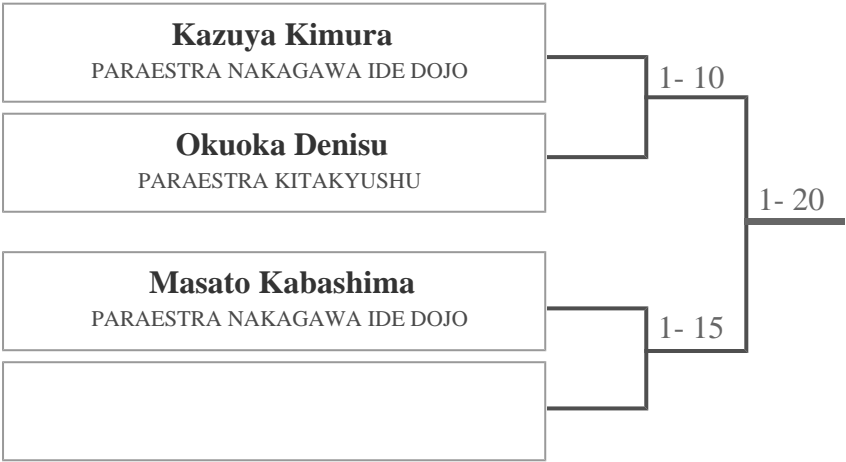 Kazuya Kimura
PARAESTRA NAKAGAWA IDE DOJO
1- 10
Okuoka Denisu
PARAESTRA KITAKYUSHU
1- 20
Masato Kabashima
PARAESTRA NAKAGAWA IDE DOJO
1- 15